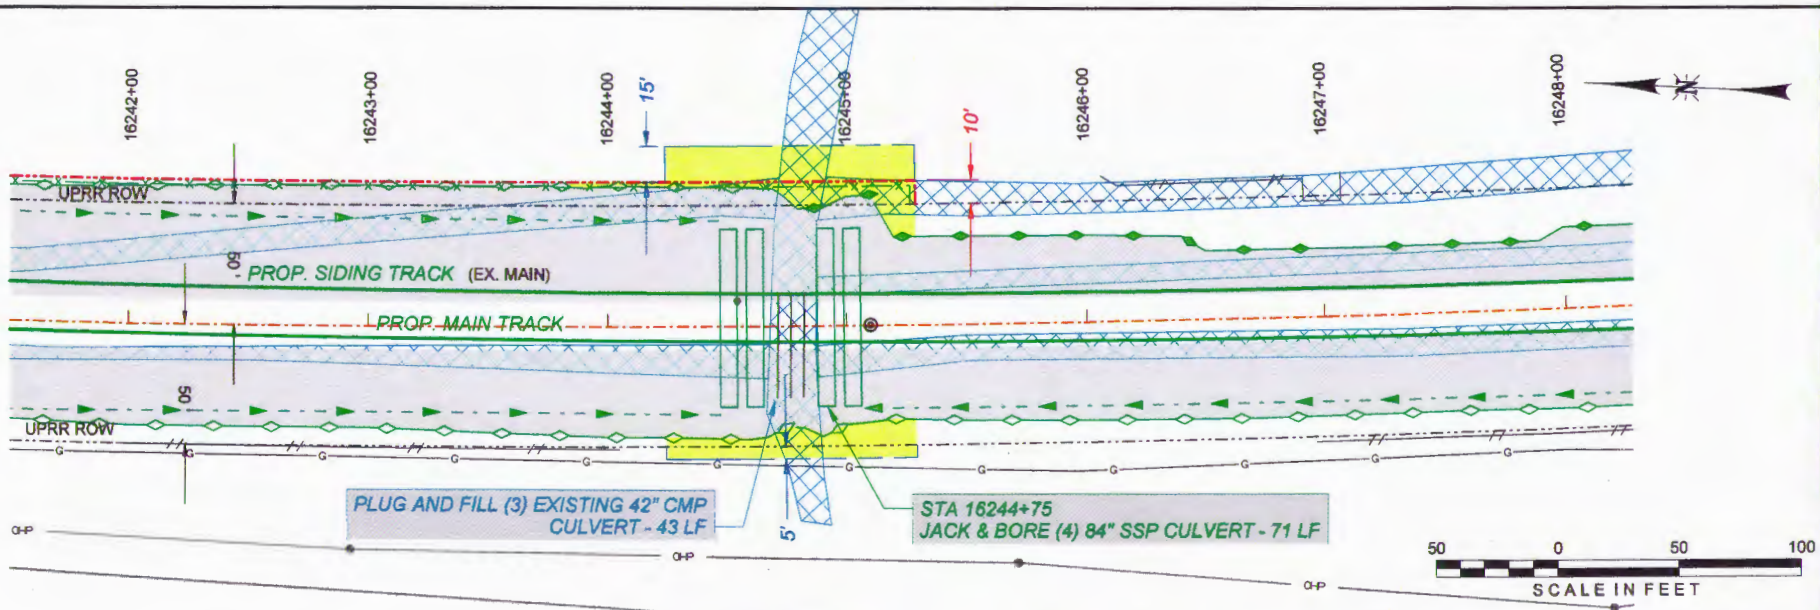 16242+00
16243+00
16244+00
15'
16245+00
10'
16246+00
16247+00
16248+00
N
UPRR ROW
50'
PROP. SIDING TRACK (EX. MAIN)
PROP. MAIN TRACK
50
UPRR ROW
G G G G G G G G G G G G
PLUG AND FILL (3) EXISTING 42" CMP
CULVERT - 43 LF
5'
STA 16244+75
JACK & BORE (4) 84" SSP CULVERT - 71 LF
OHP
OHP
OHP
50 0 50 100
SCALE IN FEET